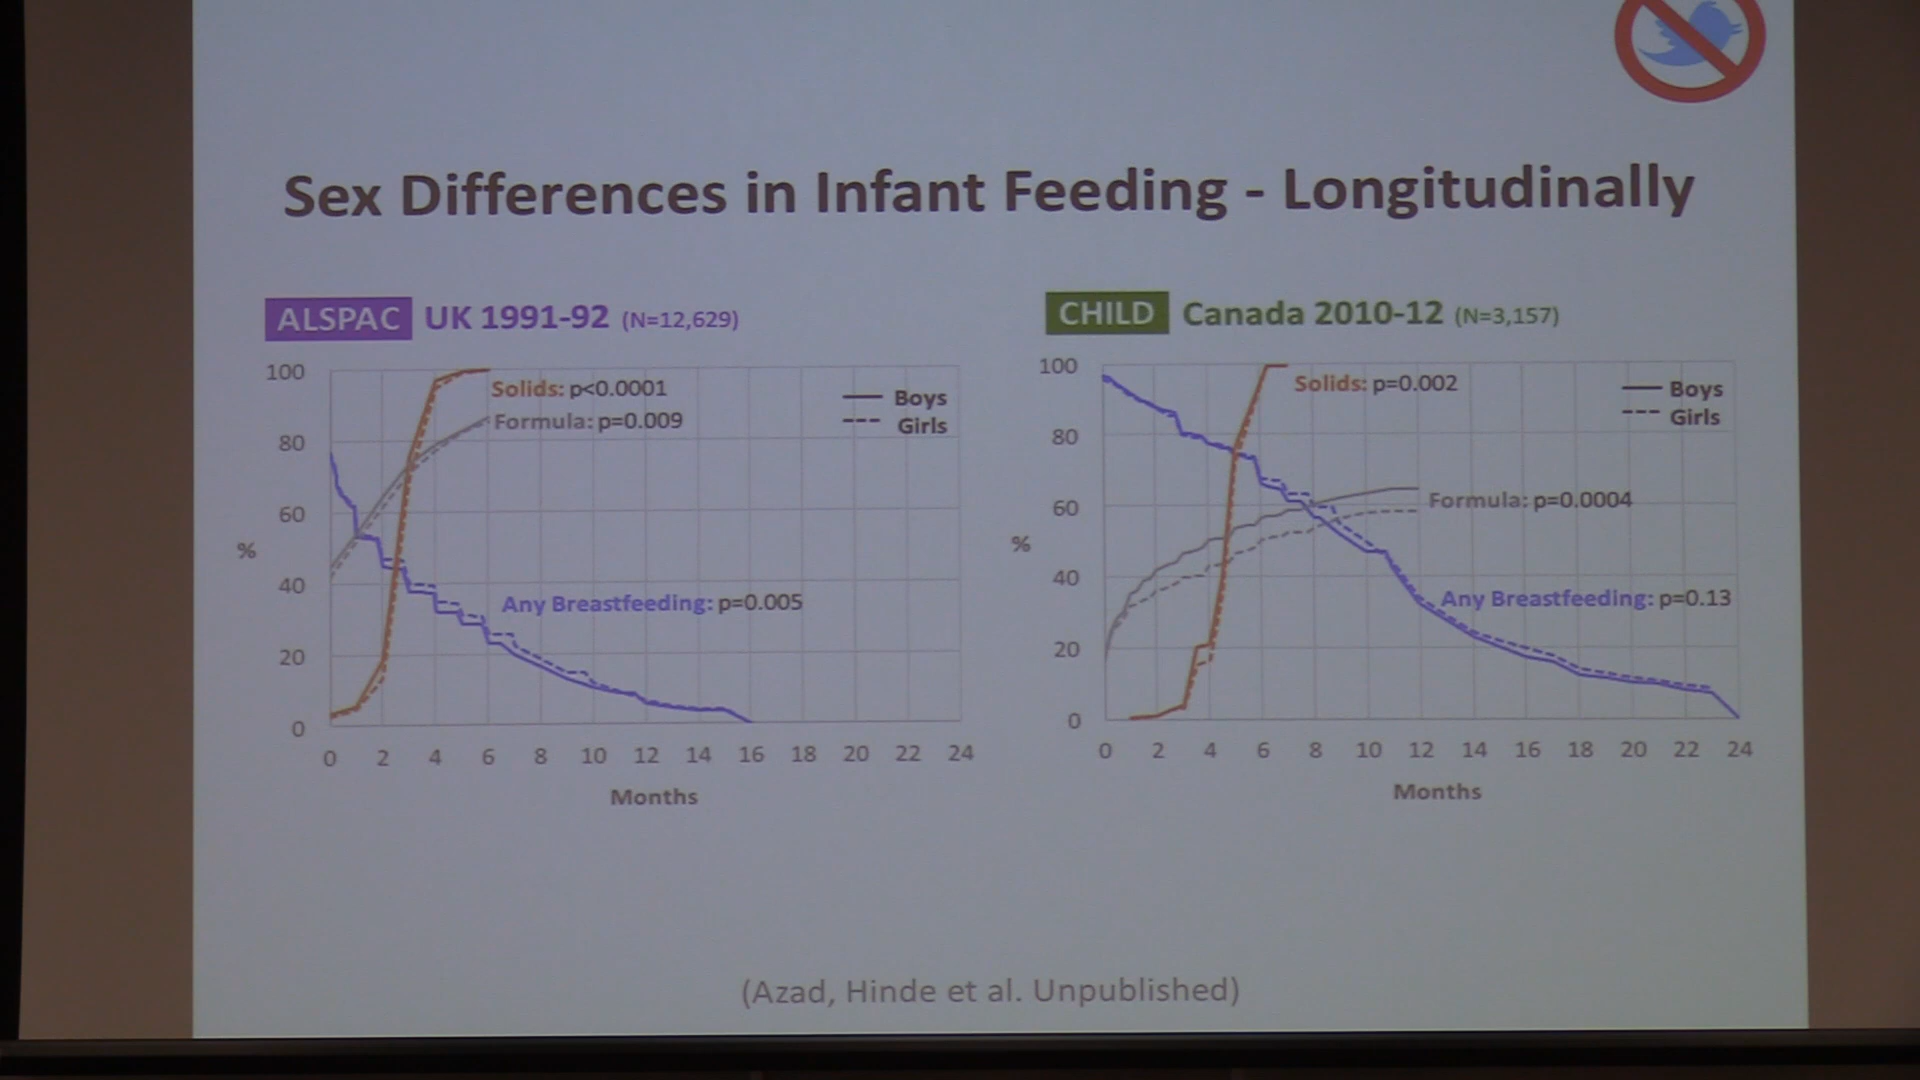 Sex Differences in Infant Feeding - Longitudinally
ALSPAC UK 1991-92 (N=12,629)
100
80
60
40
20
0
%
Solids: p<0.0001
Formula: p=0.009
Any Breastfeeding: p=0.005
Boys
Girls
0 2 4 6 8 10 12 14 16 18 20 22 24
Months
CHILD Canada 2010-12 (N=3,157)
100
80
60
40
20
0
%
Solids: p=0.002
Boys
Girls
Formula: p=0.0004
Any Breastfeeding: p=0.13
0 2 4 6 8 10 12 14 16 18 20 22 24
Months
(Azad, Hinde et al. Unpublished)